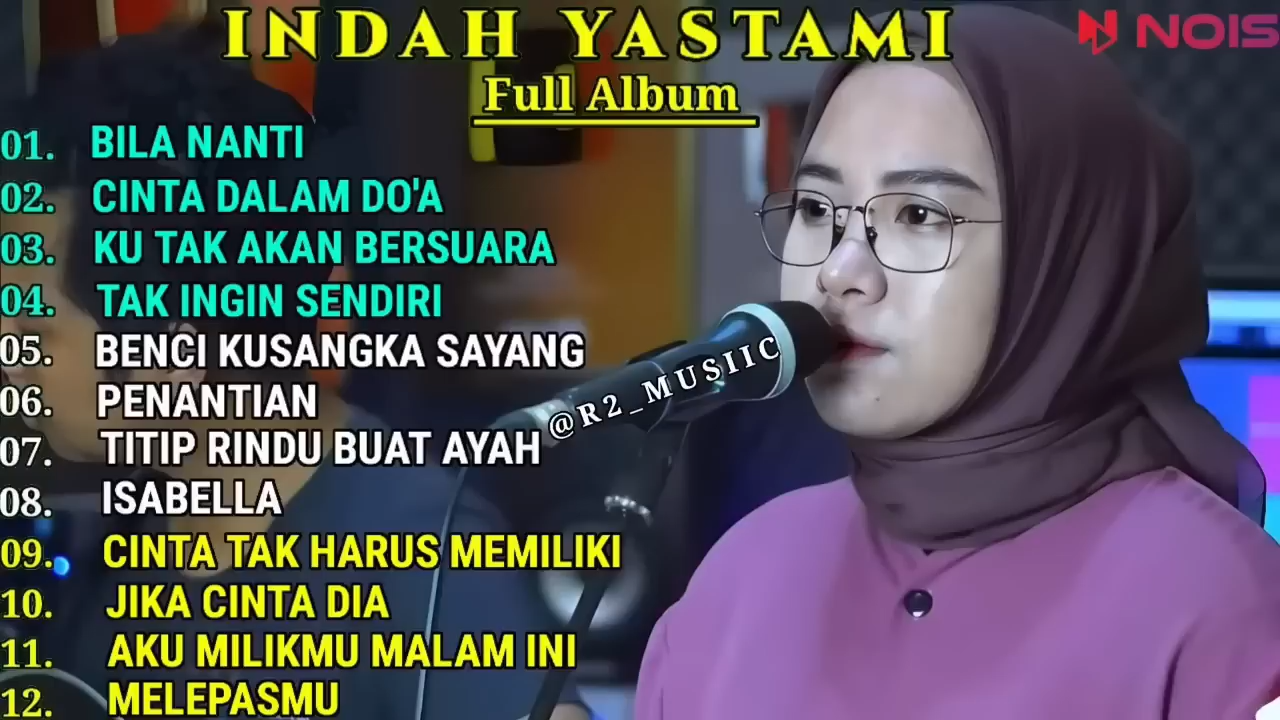 INDAH YASTAMI
NOIS
Full Album
01. BILA NANTI
02. CINTA DALAM DO'A
03. KU TAK AKAN BERSUARA
04. TAK INGIN SENDIRI
05. BENCI KUSANGKA SAYANG
06. PENANTIAN
07. TITIP RINDU BUAT AYAH
08. ISABELLA
09. CINTA TAK HARUS MEMILIKI
10. JIKA CINTA DIA
11. AKU MILIKMU MALAM INI
12. MELEPASMU
@R2_MUSIIC